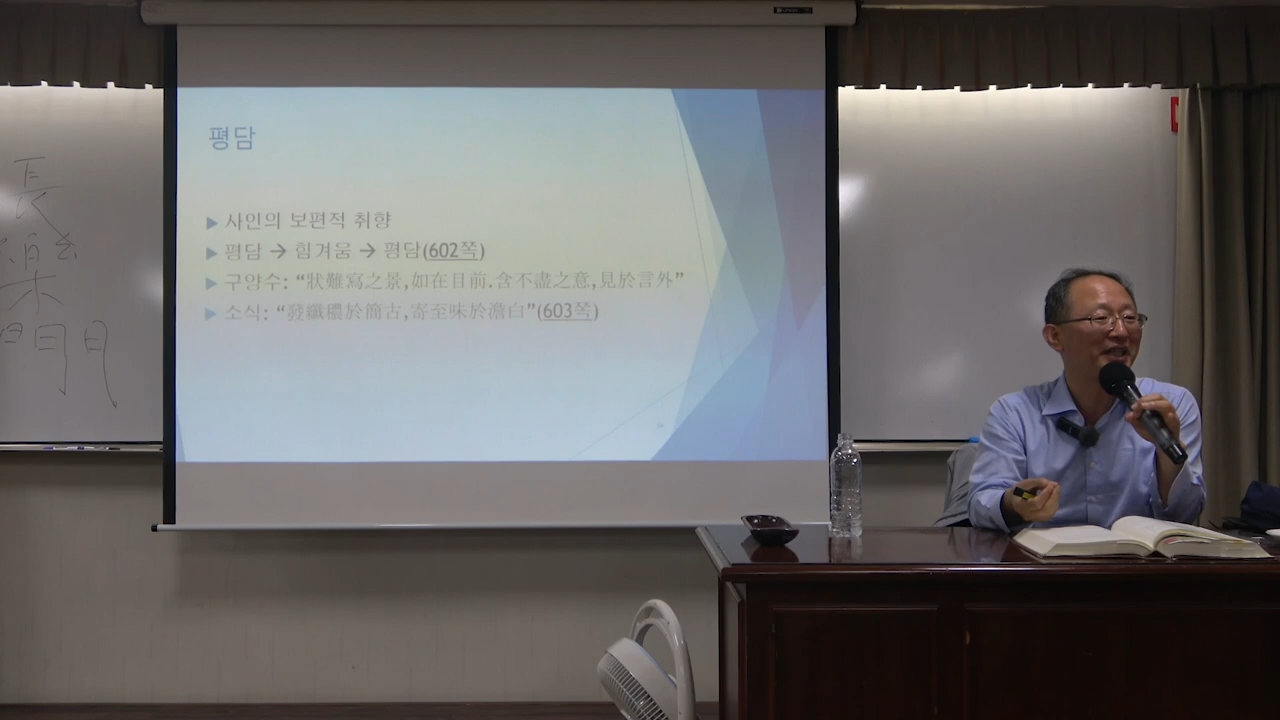 長
樂
평담
▶ 사인의 보편적 취향
▶ 평담 → 힘겨움 → 평담(602쪽)
▶ 구양수: “狀難寫之景,如在目前.含不盡之意,見於言外”
▶ 소식: “發纖穠於簡古,寄至味於澹白”(603쪽)